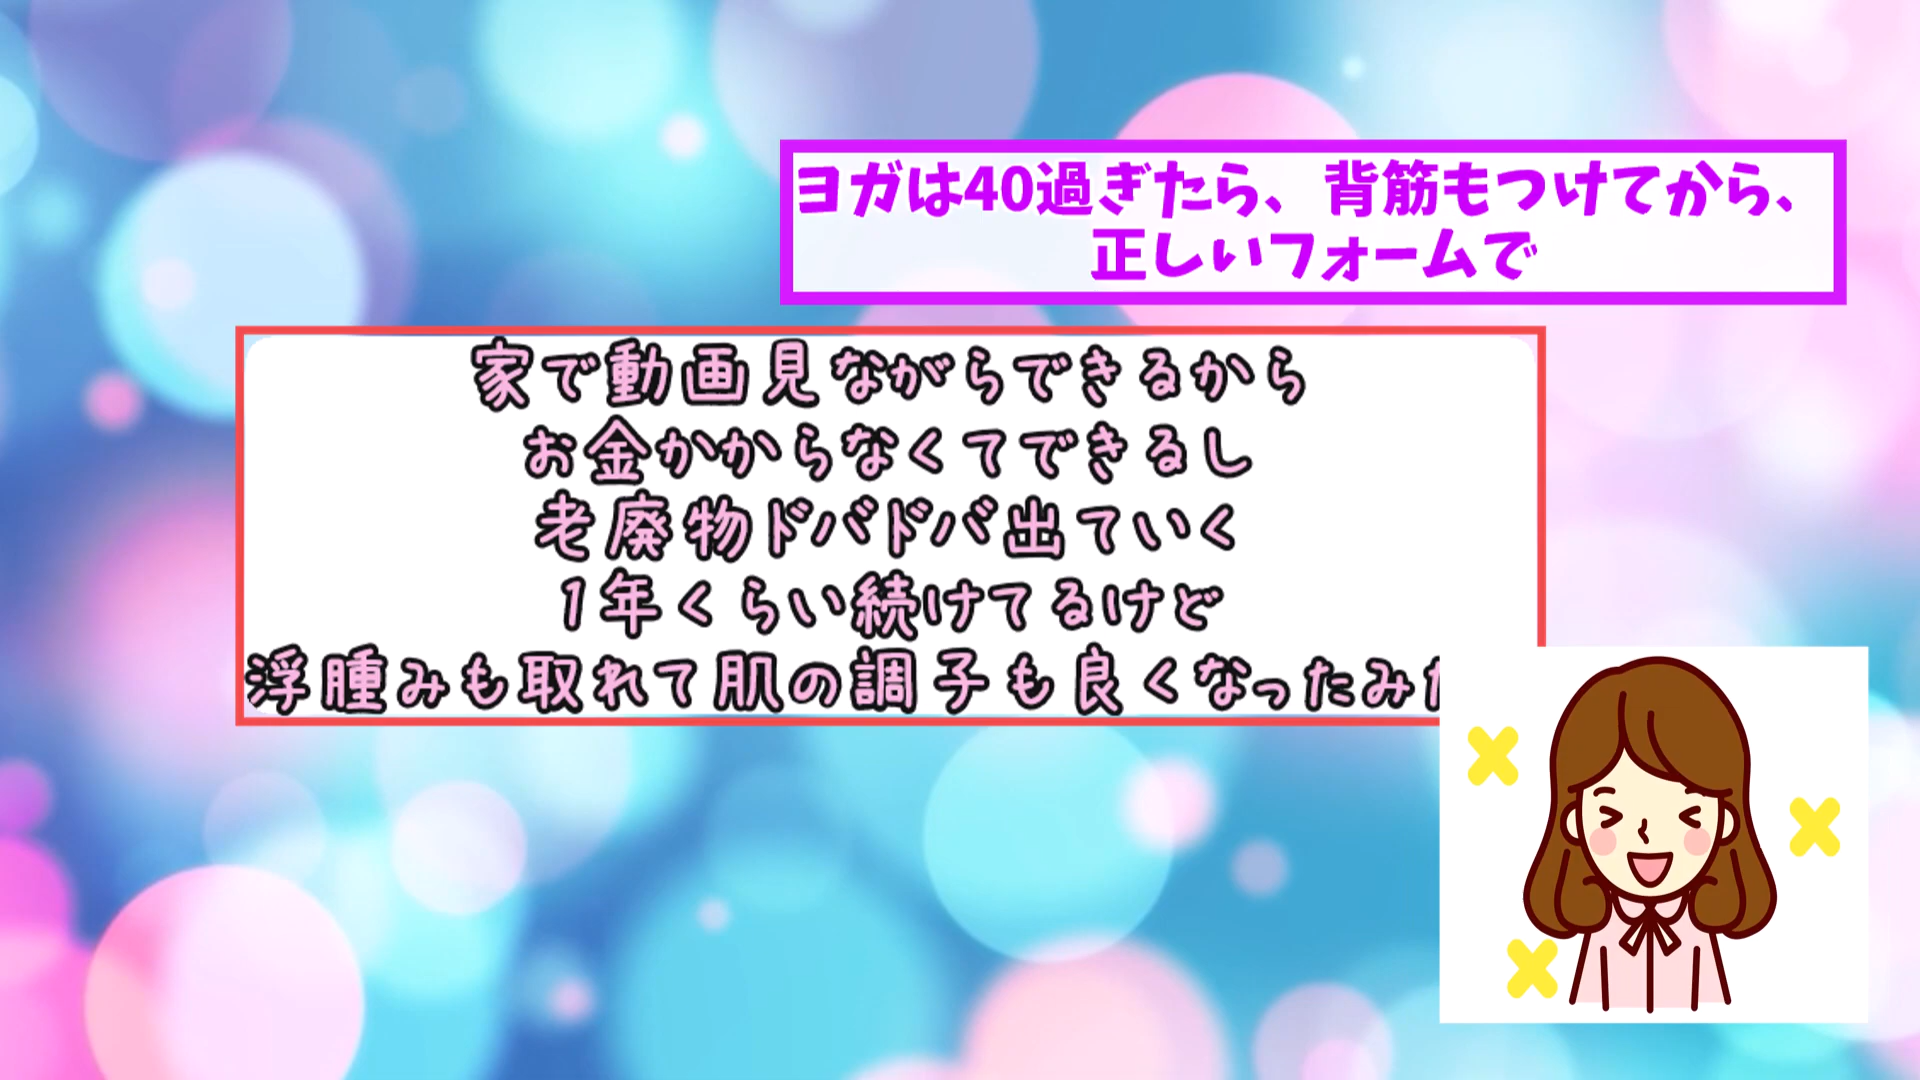 ヨガは40過ぎたら、背筋もつけてから、
正しいフォームで
家で動画見ながらできるから
お金かからなくてできるし
老廃物ドバドバ出ていく
1年くらい続けてるけど
浮腫みも取れて肌の調子も良くなったみ